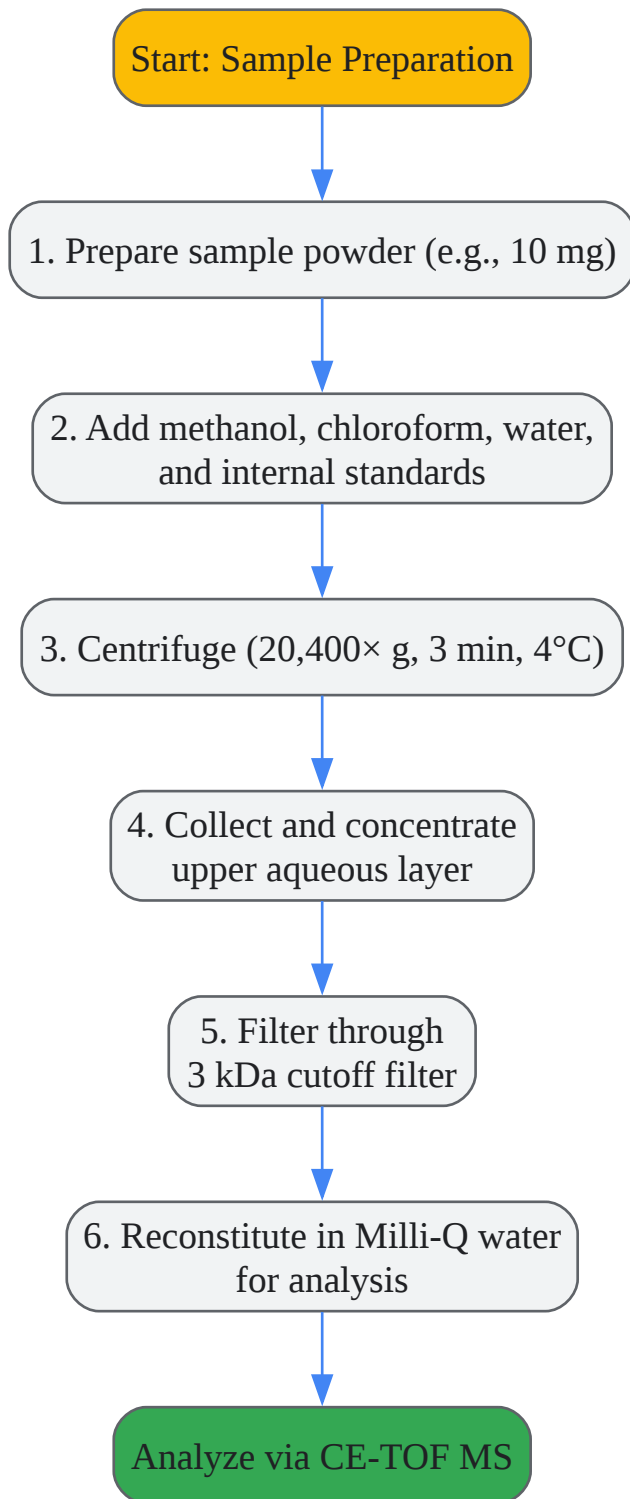 Start: Sample Preparation
1. Prepare sample powder (e.g., 10 mg)
2. Add methanol, chloroform, water,
and internal standards
3. Centrifuge (20,400× g, 3 min, 4°C)
4. Collect and concentrate
upper aqueous layer
5. Filter through
3 kDa cutoff filter
6. Reconstitute in Milli-Q water
for analysis
Analyze via CE-TOF MS